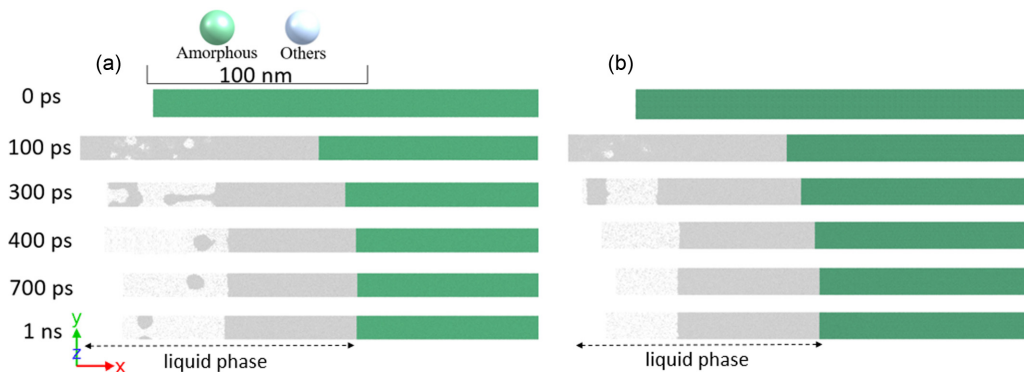 Amorphous Others
(a) (b)
100 nm
0 ps
100 ps
300 ps
400 ps
700 ps
1 ns
y
z
x
liquid phase liquid phase